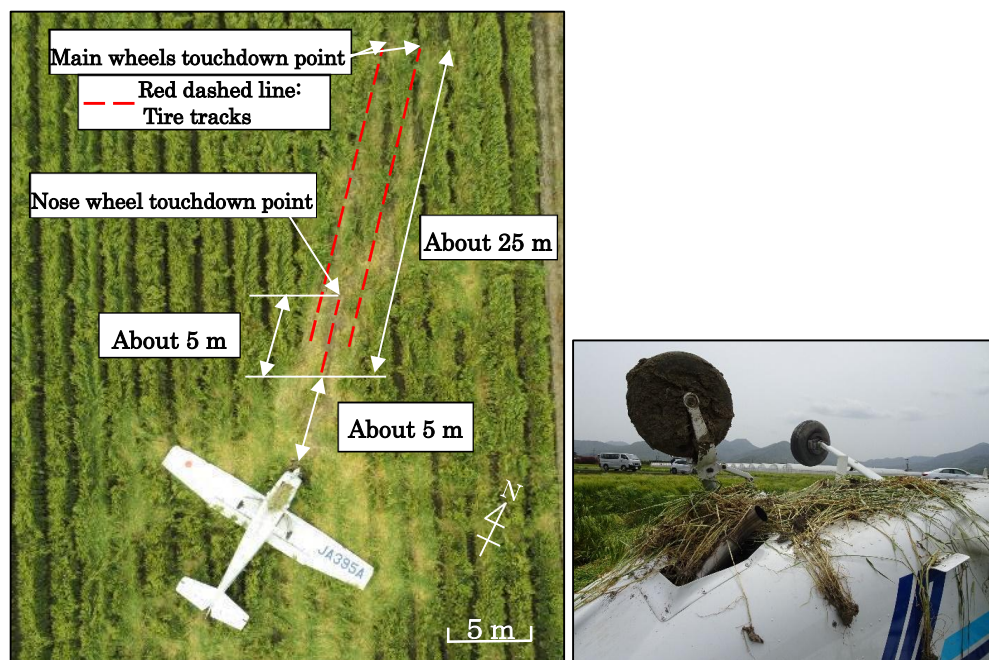 Main wheels touchdown point
Red dashed line:
Tire tracks
Nose wheel touchdown point
About 25 m
About 5 m
About 5 m
N
JA395A
5 m